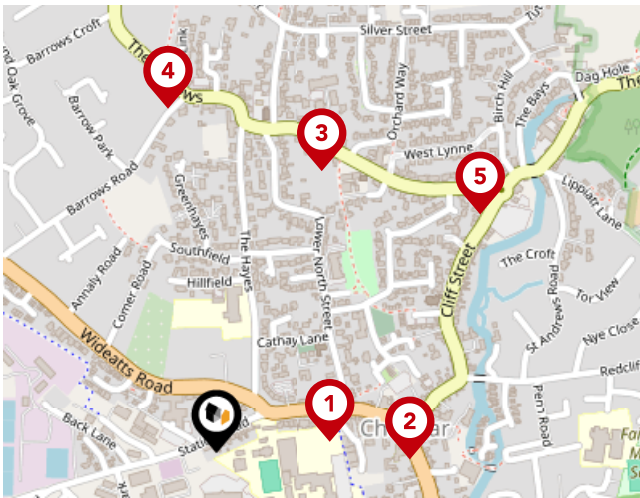 Silver Street
Barrows Croft
Link
Orchard Way
Birch Hill
The Bays
Dag Hole
The
4
3
West Lynne
5
Barrow Park
Oak Grove
Barrows Road
Greenhayes
Lippiatt Lane
Southfield
The Hayes
Lower North Street
Cliff Street
The Croft
Annaly Road
Corner Road
Hillfield
St Andrews Road
Tor View
Nye Close
Wideatts Road
Cathay Lane
Redcliff
1
2
Back Lane
Penn Road